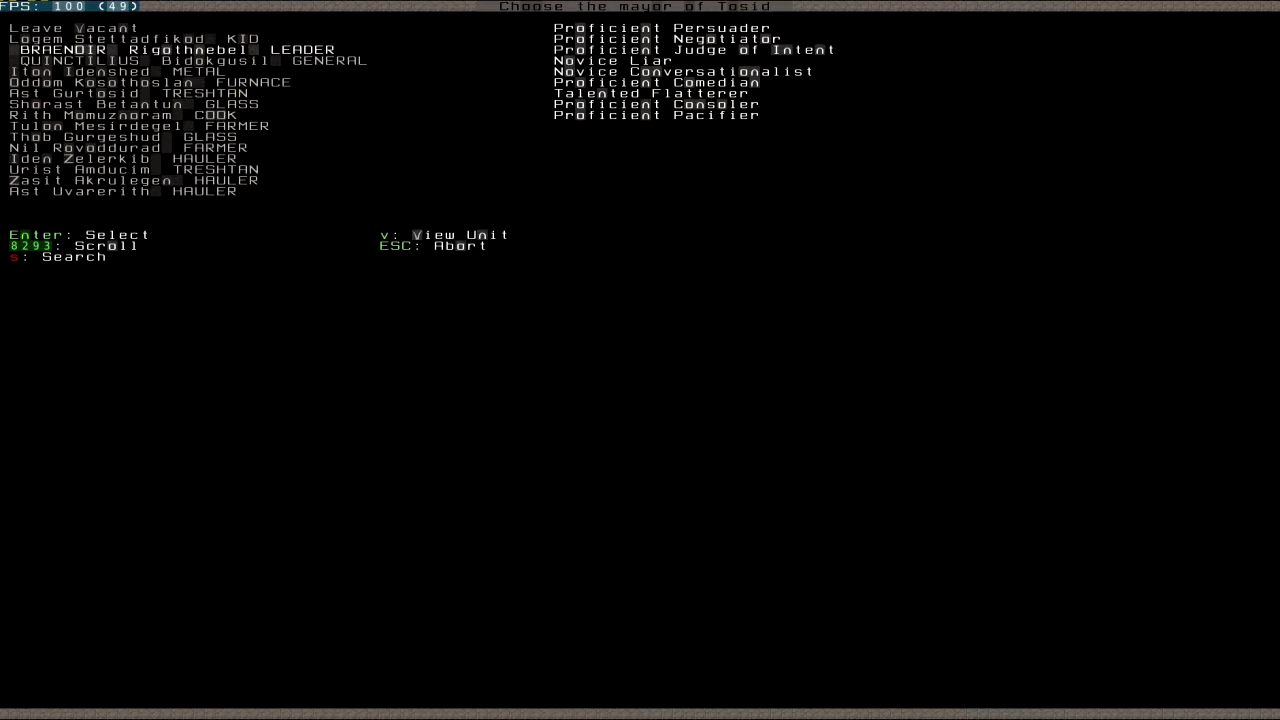 FPS: 100 (49)
Choose the mayor of Tosid
Leave Vacant
Logem Stettadfikod KID
BRAENOIR Rigothnebel LEADER
QUINCTILIUS Bidokgusil GENERAL
Iton Idenshed METAL
Oddom Kosothoslan FURNACE
Ast Gurtosid TRESHTAN
Shorast Betantun GLASS
Rith Momuznoram COOK
Tulon Mesirdegel FARMER
Thob Gurgeshud GLASS
Nil Rovoddurad FARMER
Iden Zelerkib HAULER
Urist Amducim TRESHTAN
Zasit Akrulegen HAULER
Ast Uvarerith HAULER
Proficient Persuader
Proficient Negotiator
Proficient Judge of Intent
Novice Liar
Novice Conversationalist
Proficient Comedian
Talented Flatterer
Proficient Consoler
Proficient Pacifier
Enter: Select
8293: Scroll
s: Search
v: View Unit
ESC: Abort